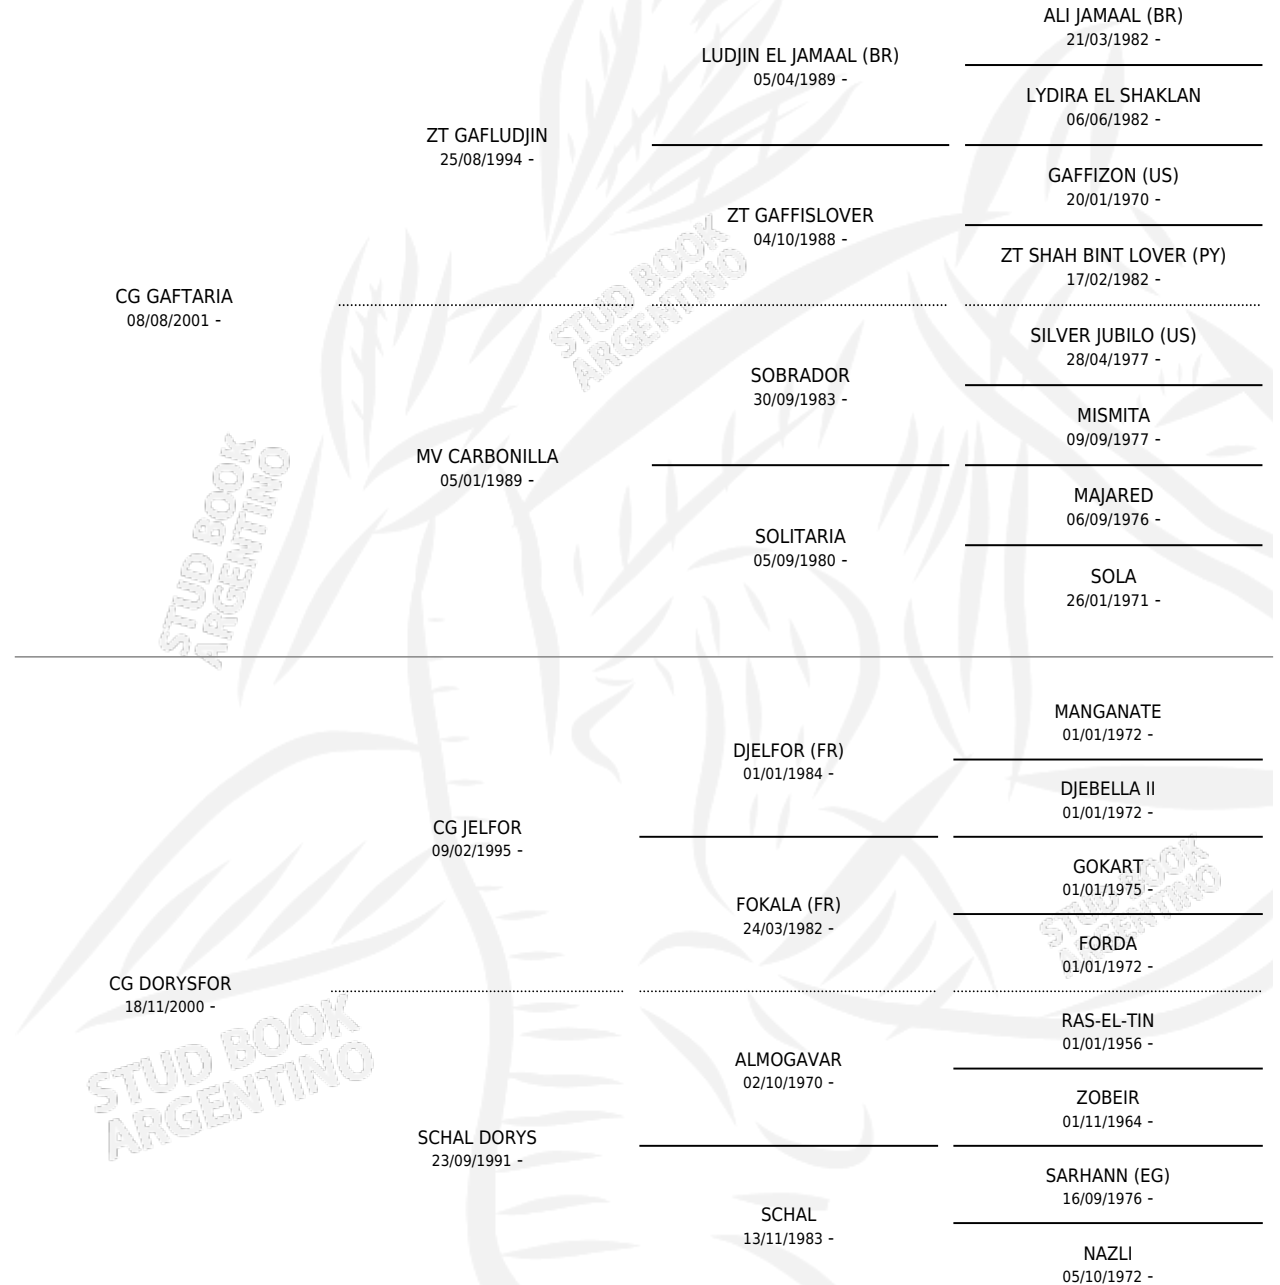 ALI JAMAAL (BR)
21/03/1982 -
LUDJIN EL JAMAAL (BR)
05/04/1989 -
LYDIRA EL SHAKLAN
06/06/1982 -
ZT GAFLUDJIN
25/08/1994 -
GAFFIZON (US)
20/01/1970 -
ZT GAFFISLOVER
04/10/1988 -
ZT SHAH BINT LOVER (PY)
17/02/1982 -
CG GAFTARIA
08/08/2001 -
SILVER JUBILO (US)
28/04/1977 -
SOBRADOR
30/09/1983 -
MISMITA
09/09/1977 -
MV CARBONILLA
05/01/1989 -
MAJARED
06/09/1976 -
SOLITARIA
05/09/1980 -
SOLA
26/01/1971 -
MANGANATE
01/01/1972 -
DJELFOR (FR)
01/01/1984 -
DJEBELLA II
01/01/1972 -
CG JELFOR
09/02/1995 -
GOKART
01/01/1975 -
FOKALA (FR)
24/03/1982 -
FORDA
01/01/1972 -
CG DORYSFOR
18/11/2000 -
RAS-EL-TIN
01/01/1956 -
ALMOGAVAR
02/10/1970 -
ZOBEIR
01/11/1964 -
SCHAL DORYS
23/09/1991 -
SARHANN (EG)
16/09/1976 -
SCHAL
13/11/1983 -
NAZLI
05/10/1972 -
STUD BOOK
ARGENTINO
STUD BOOK
ARGENTINO
STUD BOOK
ARGENTINO
STUD BOOK
ARGENTINO